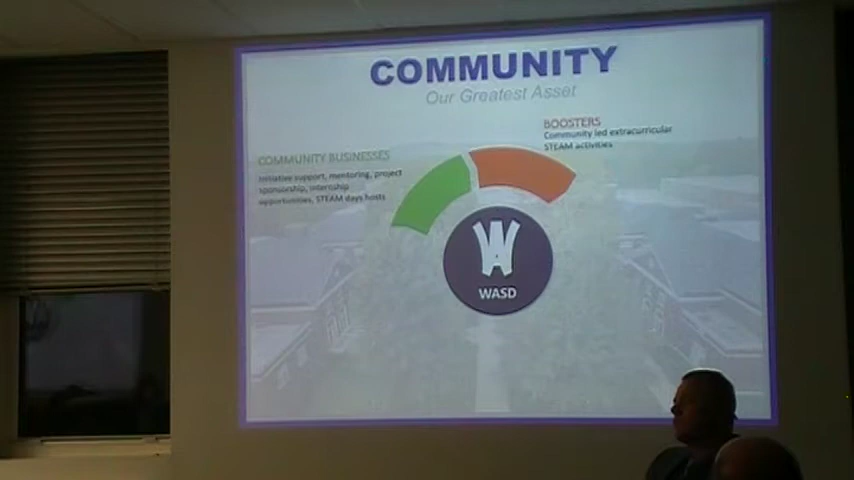 COMMUNITY
Our Greatest Asset
BOOSTERS
Community led extracurricular
STEAM activities
COMMUNITY BUSINESSES
Initiative support, mentoring, project
sponsorship, internship
opportunities, STEAM days hosts
W
WASD